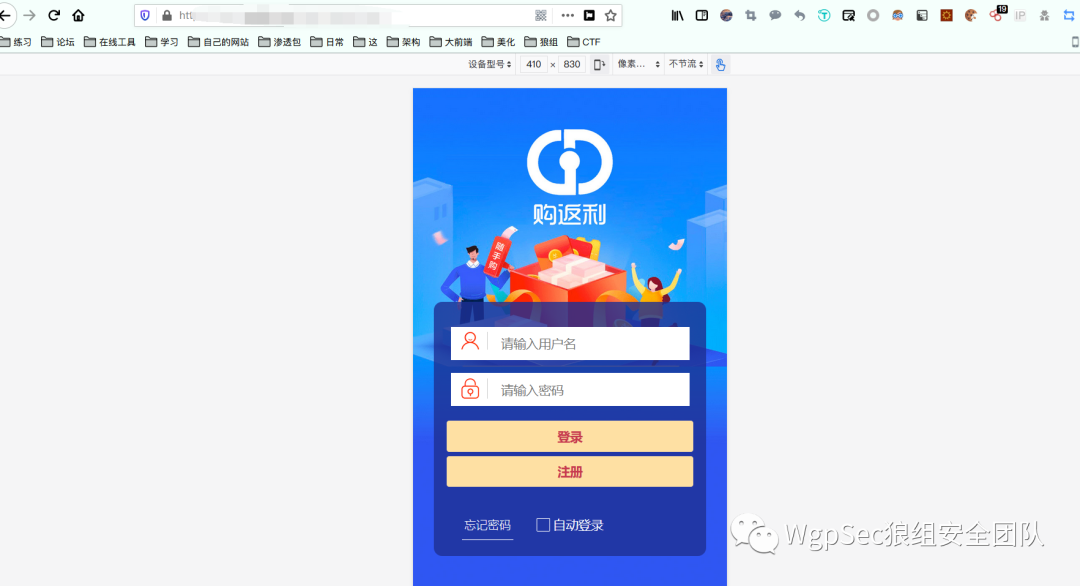 htt
19
IP
练习 论坛 在线工具 学习 自己的网站 渗透包 日常 这 架构 大前端 美化 狼组 CTF
设备型号 410 × 830 像素... 不节流
购返利
随手购
请输入用户名
请输入密码
登录
注册
忘记密码 自动登录
WgpSec狼组安全团队